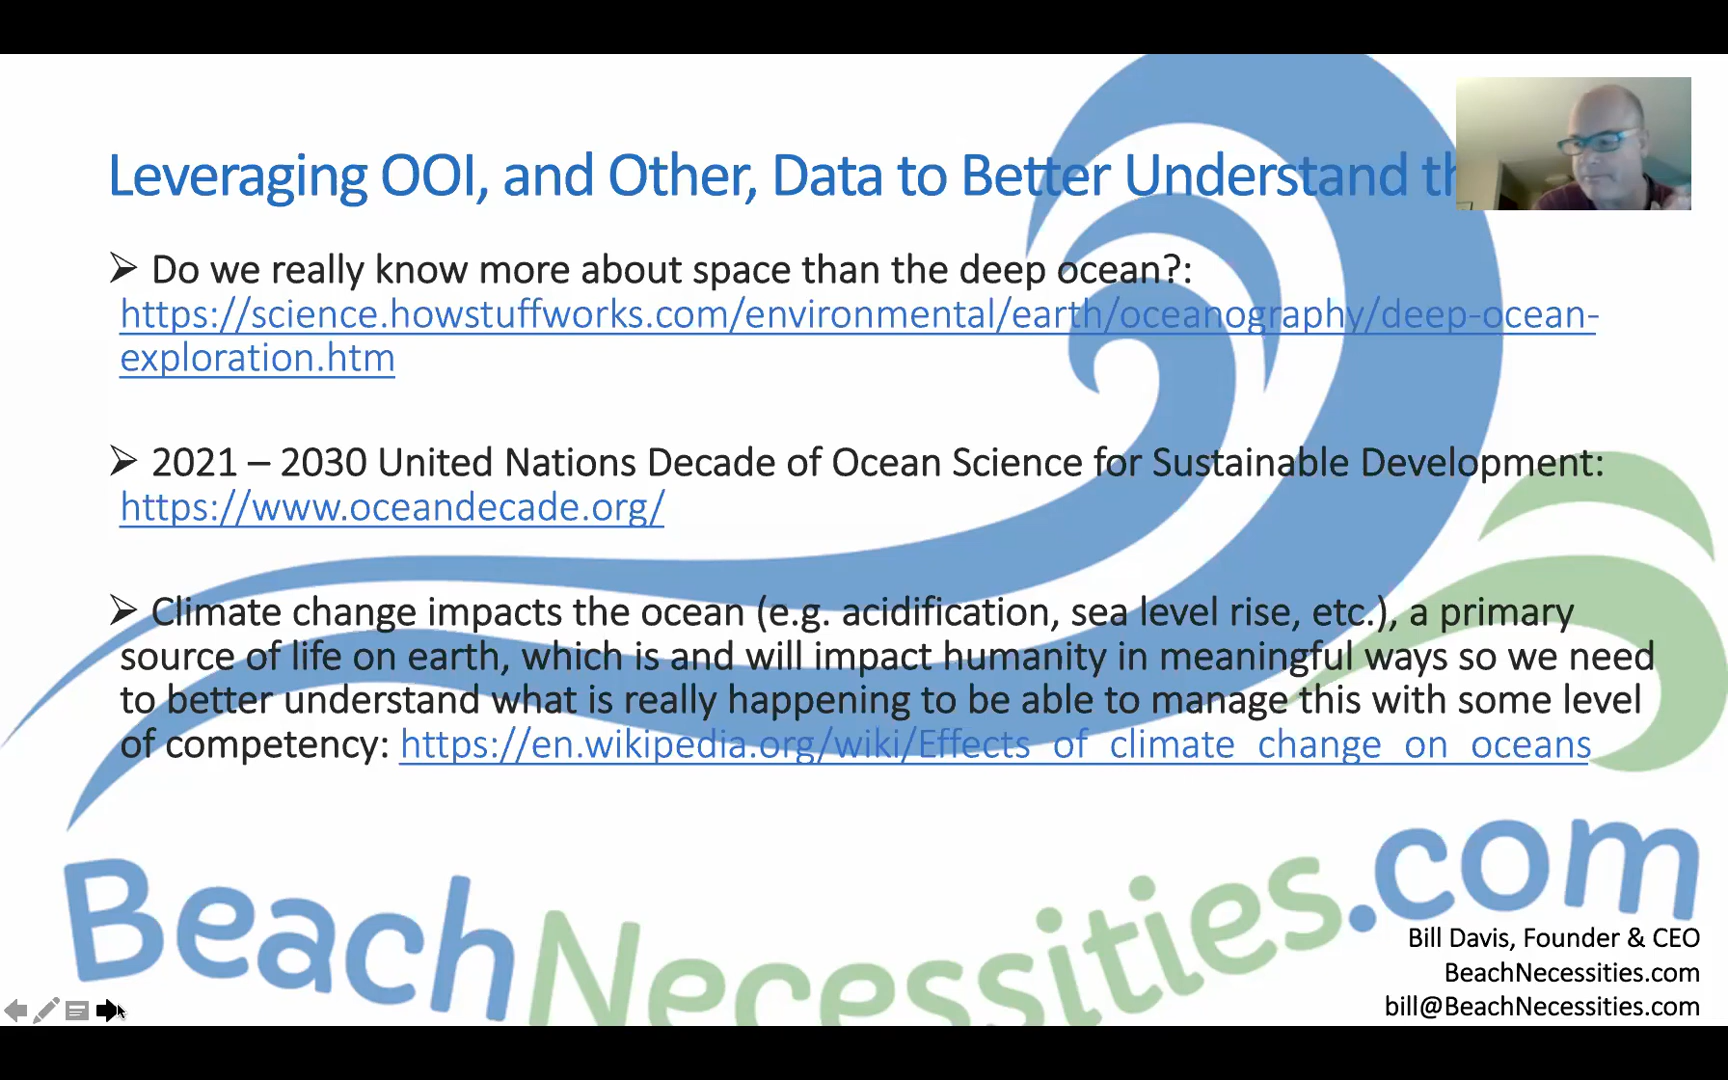 Leveraging OOI, and Other, Data to Better Understand
➢ Do we really know more about space than the deep ocean?:
https://science.howstuffworks.com/environmental/earth/oceanography/deep-ocean-
exploration.htm
➢ 2021 – 2030 United Nations Decade of Ocean Science for Sustainable Development:
https://www.oceandecade.org/
➢ Climate change impacts the ocean (e.g. acidification, sea level rise, etc.), a primary
source of life on earth, which is and will impact humanity in meaningful ways so we need
to better understand what is really happening to be able to manage this with some level
of competency: https://en.wikipedia.org/wiki/Effects_of_climate_change_on_oceans
BeachNecessities.com
Bill Davis, Founder & CEO
BeachNecessities.com
bill@BeachNecessities.com